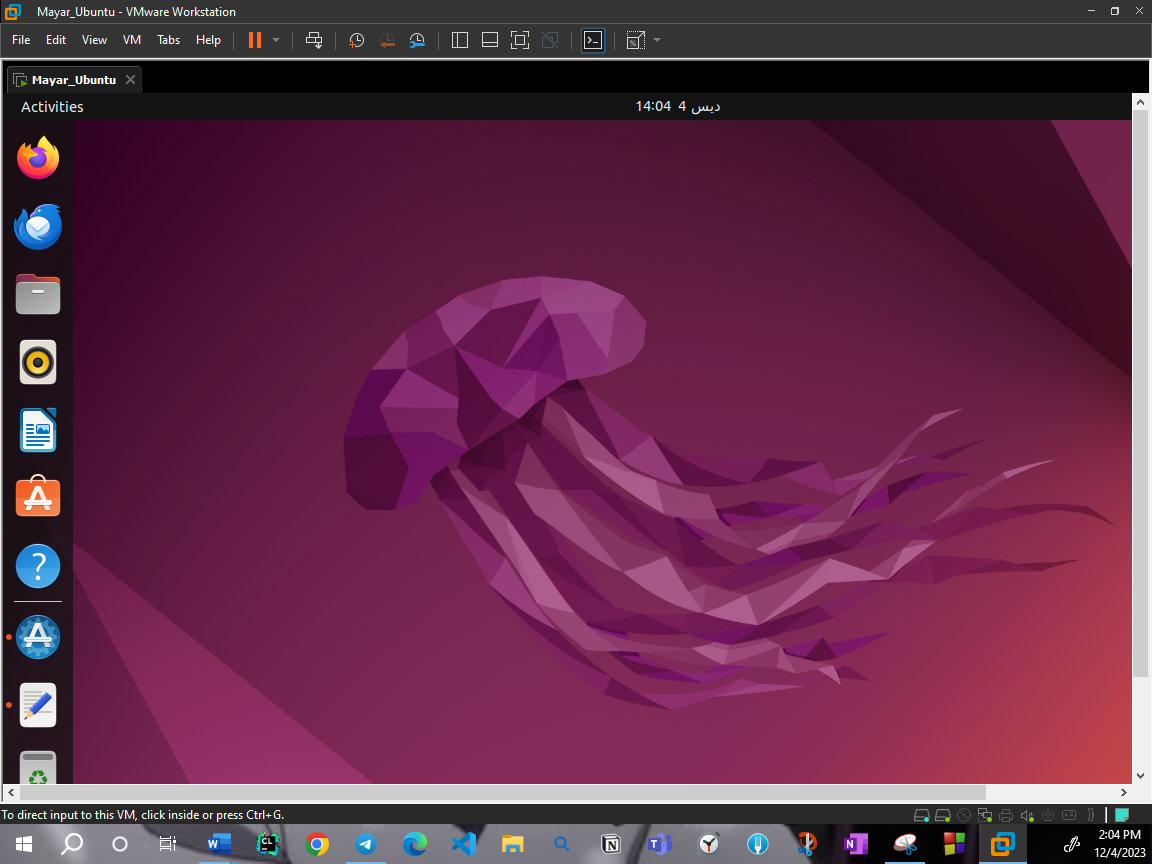 Mayar_Ubuntu - VMware Workstation
File Edit View VM Tabs Help
Mayar_Ubuntu
Activities
14:04 4 ديس
To direct input to this VM, click inside or press Ctrl+G.
2:04 PM
12/4/2023